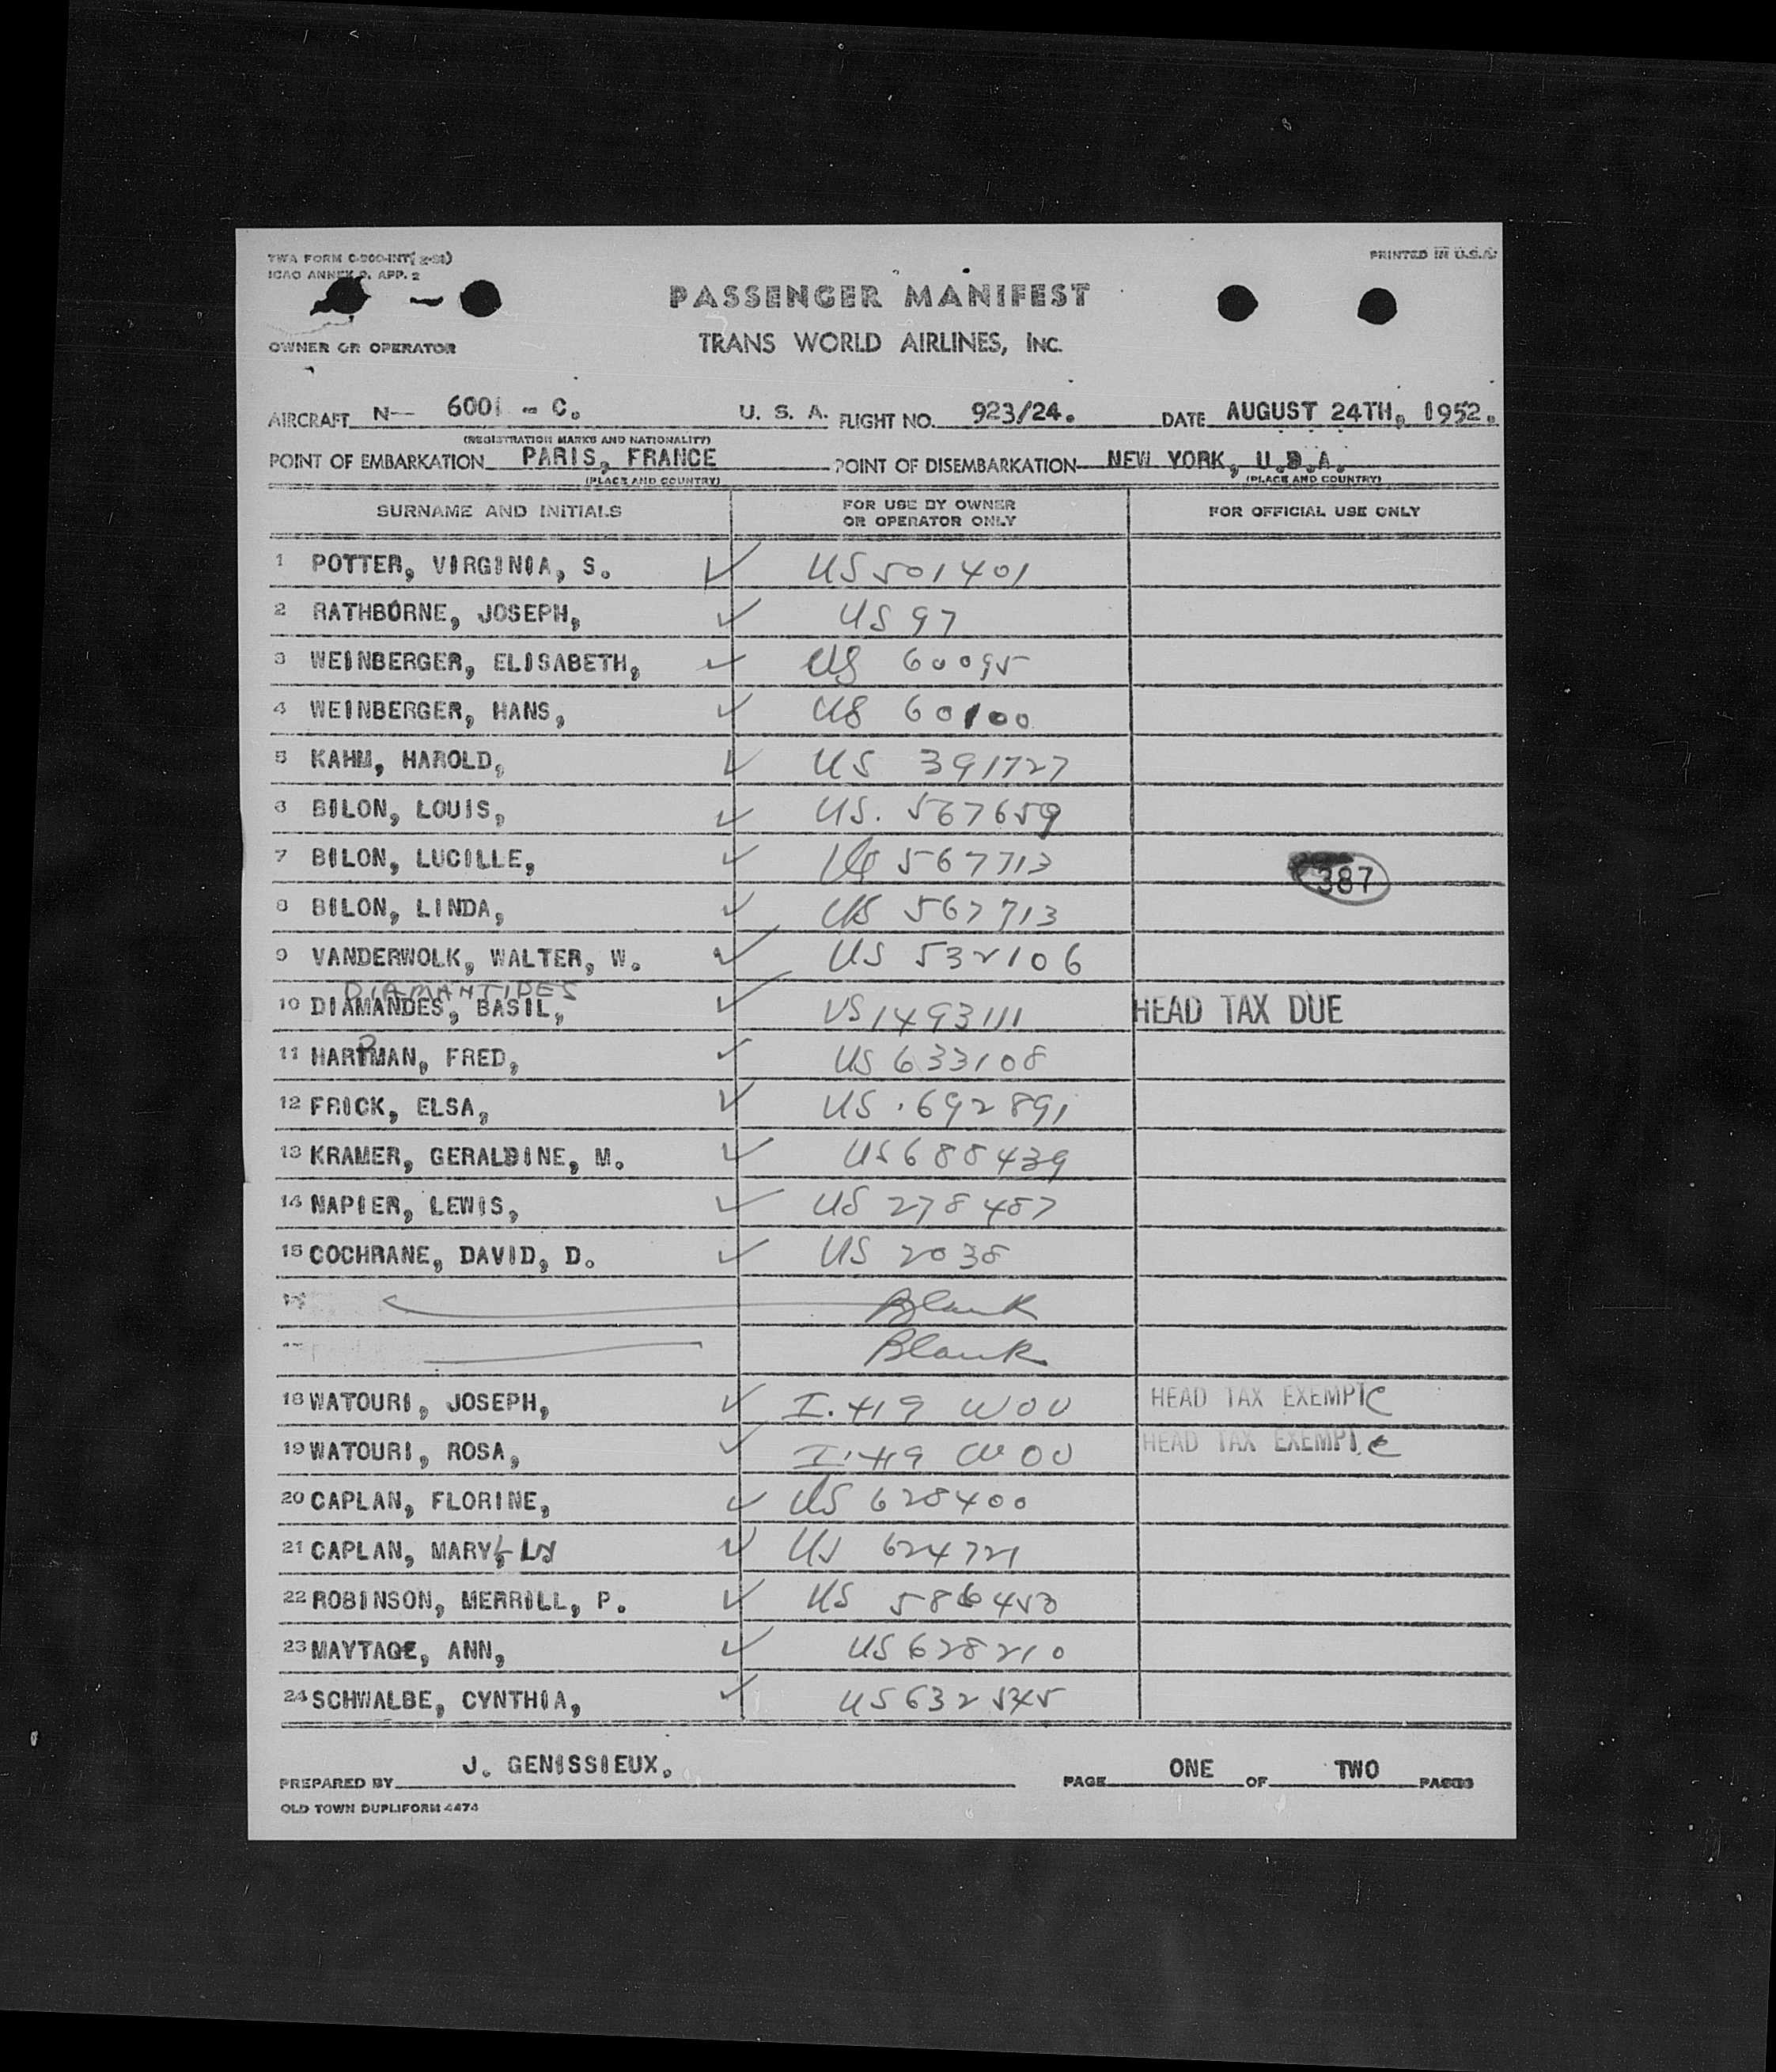 TWA FORM C-900-INT( 2-51)
ICAO ANNEX 9. APP. 2
PRINTED IN U.S.A.
PASSENGER MANIFEST
OWNER OR OPERATOR
TRANS WORLD AIRLINES, INC.
AIRCRAFT N— 6001 - C. U. S. A. FLIGHT NO. 923/24. DATE AUGUST 24TH, 1952.
(REGISTRATION MARKS AND NATIONALITY)
POINT OF EMBARKATION PARIS, FRANCE POINT OF DISEMBARKATION NEW YORK, U.S.A.
(PLACE AND COUNTRY) (PLACE AND COUNTRY)
SURNAME AND INITIALS FOR USE BY OWNER OR OPERATOR ONLY FOR OFFICIAL USE ONLY
1 POTTER, VIRGINIA, S. ✓ US 501401
2 RATHBORNE, JOSEPH, ✓ US 97
3 WEINBERGER, ELISABETH, ✓ US 60095
4 WEINBERGER, HANS, ✓ US 60100
5 KAHM, HAROLD, ✓ US 391727
6 BILON, LOUIS, ✓ US. 567659
7 BILON, LUCILLE, ✓ US 567713
387
8 BILON, LINDA, ✓ US 567713
9 VANDERWOLK, WALTER, W. ✓ US 532106
DIAMANTIDES
10 DIAMANDES, BASIL, ✓ US 1493111 HEAD TAX DUE
11 HARTMAN, FRED, ✓ US 633108
12 FRICK, ELSA, ✓ US . 692891
13 KRAMER, GERALDINE, M. ✓ US 688439
14 NAPIER, LEWIS, ✓ US 278487
15 COCHRANE, DAVID, D. ✓ US 2038
Blank
Blank
18 WATOURI, JOSEPH, ✓ I. 419 HEAD TAX EXEMPT
19 WATOURI, ROSA, ✓ I. 419 HEAD TAX EXEMPT
20 CAPLAN, FLORINE, ✓ US 628400
21 CAPLAN, MARY, ✓ US 624721
22 ROBINSON, MERRILL, P. ✓ US 586453
23 MAYTAGE, ANN, ✓ US 628210
24 SCHWALBE, CYNTHIA, ✓ US 632545
PREPARED BY J. GENISSIEUX. PAGE ONE OF TWO PAGES
OLD TOWN DUPLIFORM 4474